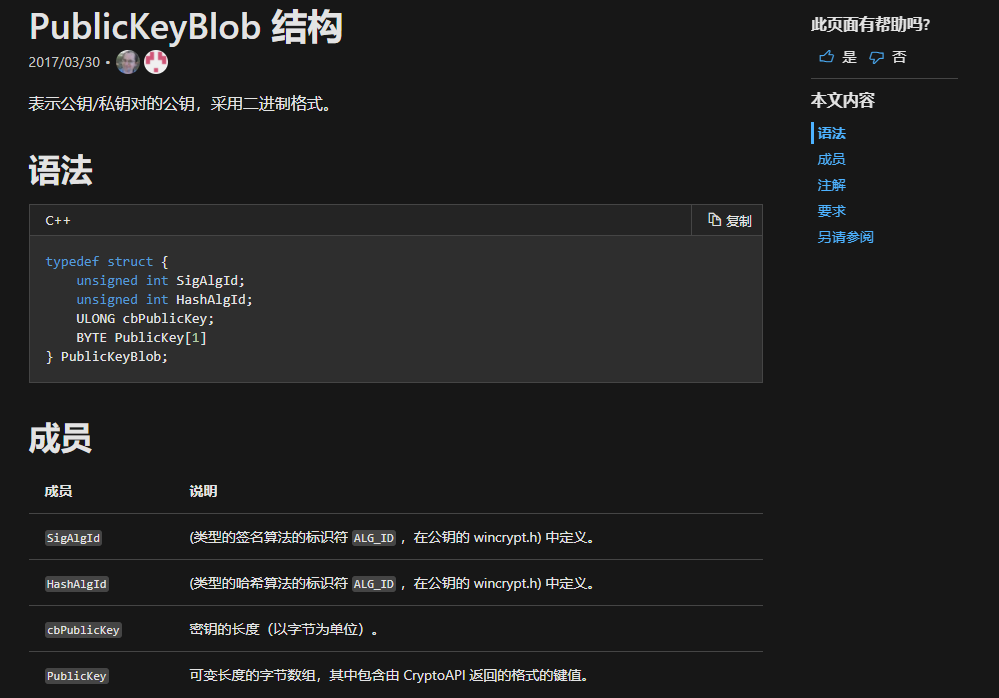 PublicKeyBlob 结构
2017/03/30 •
表示公钥/私钥对的公钥，采用二进制格式。
语法
C++
复制
typedef struct {
    unsigned int SigAlgId;
    unsigned int HashAlgId;
    ULONG cbPublicKey;
    BYTE PublicKey[1]
} PublicKeyBlob;
成员
成员 说明
SigAlgId (类型的签名算法的标识符 ALG_ID ，在公钥的 wincrypt.h) 中定义。
HashAlgId (类型的哈希算法的标识符 ALG_ID ，在公钥的 wincrypt.h) 中定义。
cbPublicKey 密钥的长度（以字节为单位）。
PublicKey 可变长度的字节数组，其中包含由 CryptoAPI 返回的格式的键值。
此页面有帮助吗?
是 否
本文内容
语法
成员
注解
要求
另请参阅